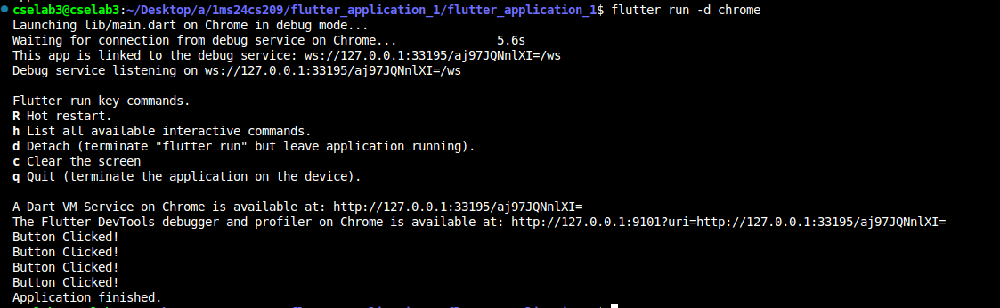 cselab3@cselab3:~/Desktop/a/1ms24cs209/flutter_application_1/flutter_application_1$ flutter run -d chrome
Launching lib/main.dart on Chrome in debug mode...
Waiting for connection from debug service on Chrome...              5.6s
This app is linked to the debug service: ws://127.0.0.1:33195/aj97JQNnlXI=/ws
Debug service listening on ws://127.0.0.1:33195/aj97JQNnlXI=/ws
Flutter run key commands.
R Hot restart.
h List all available interactive commands.
d Detach (terminate "flutter run" but leave application running).
c Clear the screen
q Quit (terminate the application on the device).
A Dart VM Service on Chrome is available at: http://127.0.0.1:33195/aj97JQNnlXI=
The Flutter DevTools debugger and profiler on Chrome is available at: http://127.0.0.1:9101?uri=http://127.0.0.1:33195/aj97JQNnlXI=
Button Clicked!
Button Clicked!
Button Clicked!
Button Clicked!
Application finished.